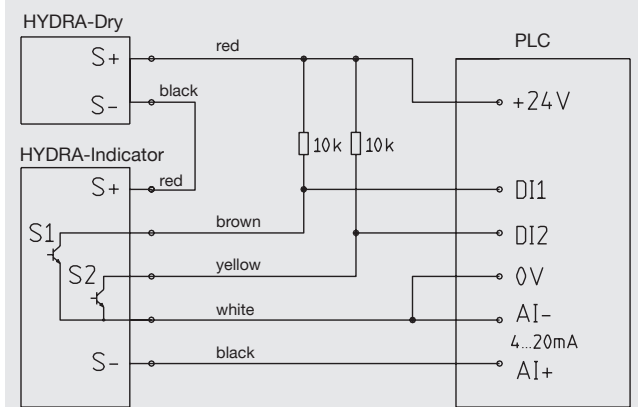 HYDRA-Dry
PLC
S+
red
+24V
S-
black
10k
10k
HYDRA-Indicator
S+
red
DI1
S1
brown
DI2
S2
yellow
0V
white
AI-
4...20mA
S-
black
AI+